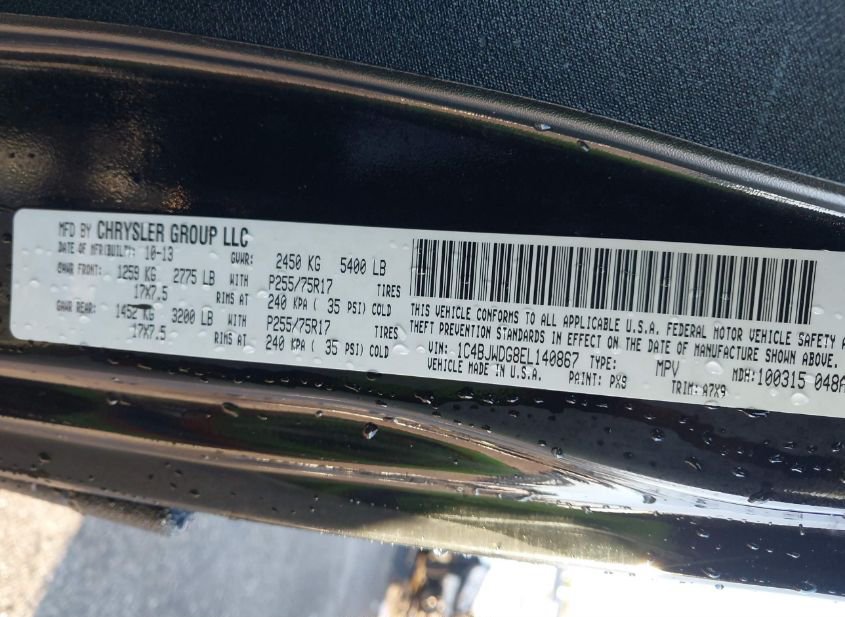 MFD BY CHRYSLER GROUP LLC
DATE OF MFR(BUILT): 10-13 GVWR: 2450 KG 5400 LB
GAWR FRONT: 1259 KG 2775 LB WITH P255/75R17 TIRES
17X7.5 RIMS AT 240 KPA ( 35 PSI) COLD
GAWR REAR: 1452 KG 3200 LB WITH P255/75R17 TIRES
17X7.5 RIMS AT 240 KPA ( 35 PSI) COLD
THIS VEHICLE CONFORMS TO ALL APPLICABLE U.S.A. FEDERAL MOTOR VEHICLE SAFETY
THEFT PREVENTION STANDARDS IN EFFECT ON THE DATE OF MANUFACTURE SHOWN ABOVE.
VIN: 1C4BJWDG8EL140867 TYPE: MPV MDH:100315 048A
VEHICLE MADE IN U.S.A. PAINT: PX9 TRIM: A7X9